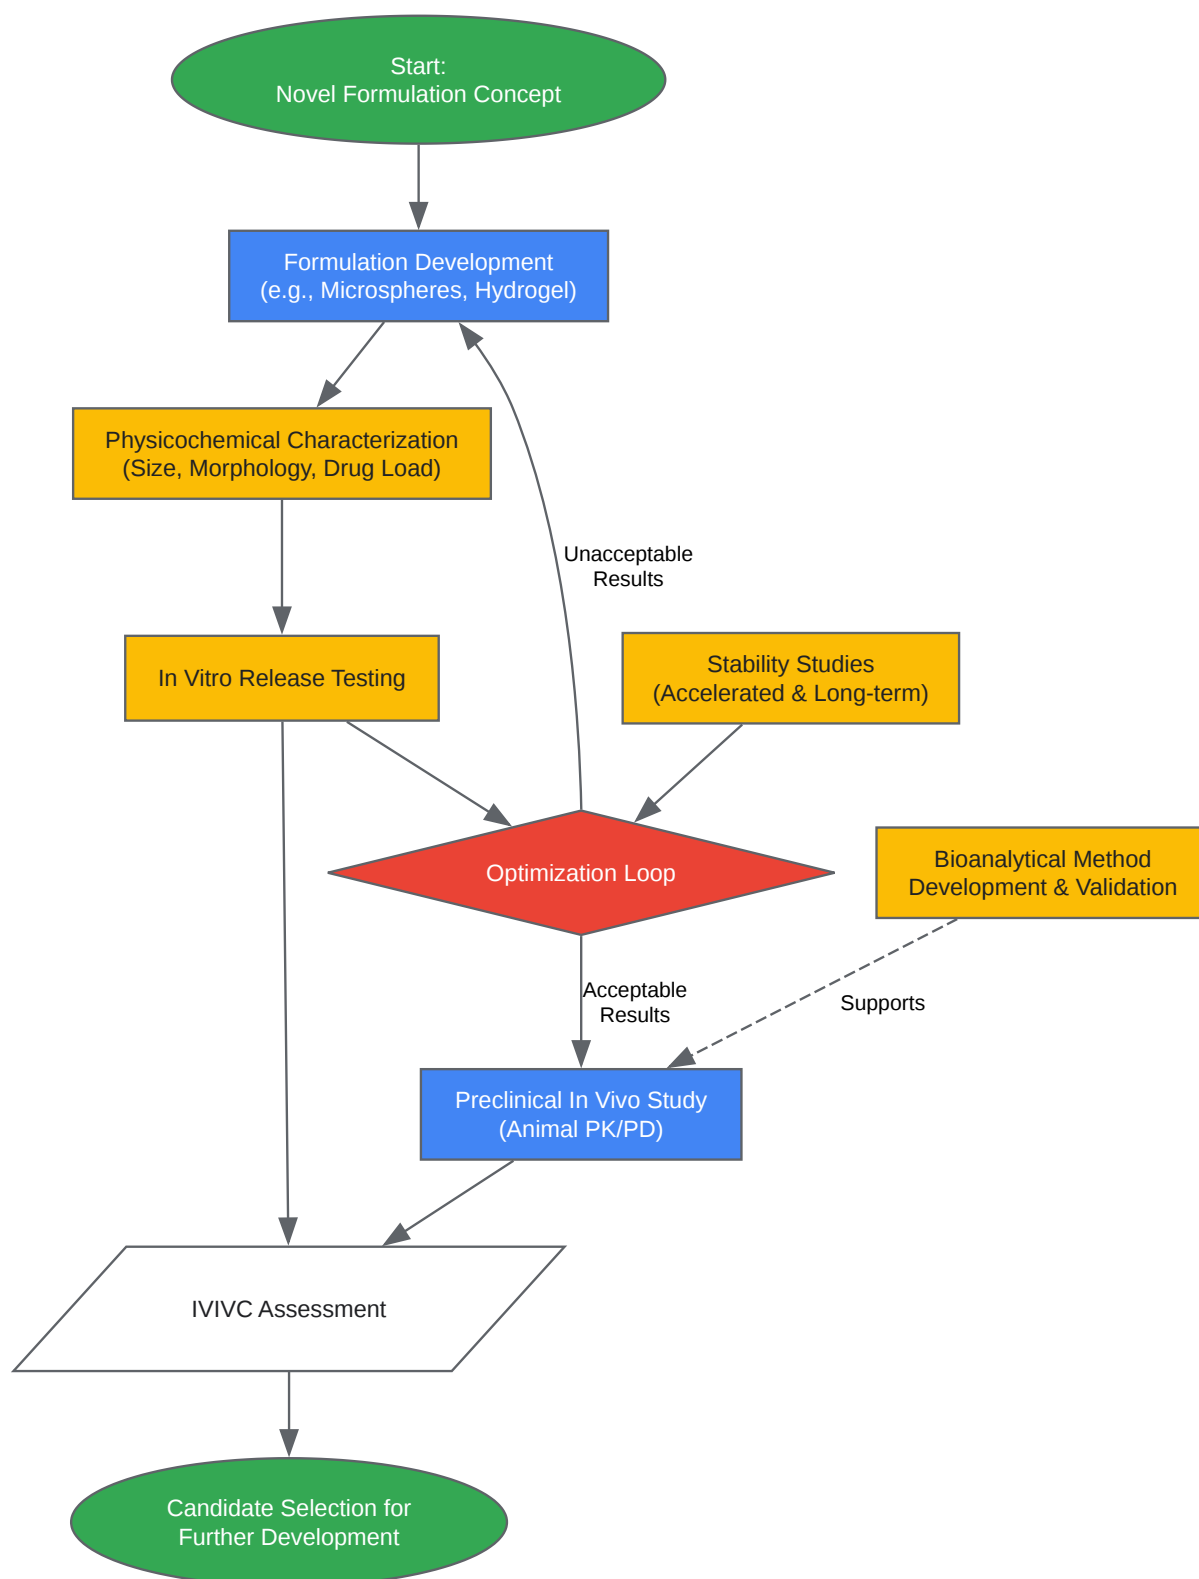 Start:
Novel Formulation Concept
Formulation Development
(e.g., Microspheres, Hydrogel)
Physicochemical Characterization
(Size, Morphology, Drug Load)
Unacceptable
Results
In Vitro Release Testing
Stability Studies
(Accelerated & Long-term)
Optimization Loop
Bioanalytical Method
Development & Validation
Acceptable
Results
Supports
Preclinical In Vivo Study
(Animal PK/PD)
IVIVC Assessment
Candidate Selection for
Further Development